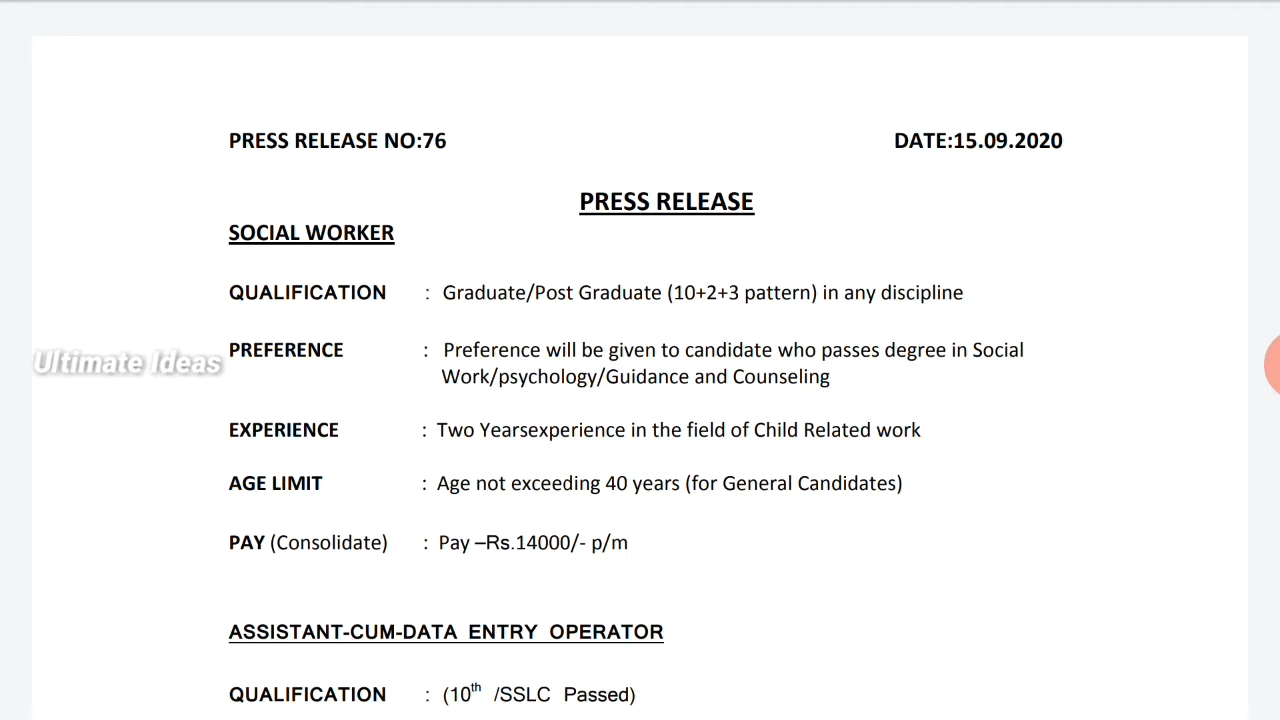 PRESS RELEASE NO:76 DATE:15.09.2020
PRESS RELEASE
SOCIAL WORKER
QUALIFICATION : Graduate/Post Graduate (10+2+3 pattern) in any discipline
Ultimate Ideas
PREFERENCE : Preference will be given to candidate who passes degree in Social
Work/psychology/Guidance and Counseling
EXPERIENCE : Two Yearsexperience in the field of Child Related work
AGE LIMIT : Age not exceeding 40 years (for General Candidates)
PAY (Consolidate) : Pay –Rs.14000/- p/m
ASSISTANT-CUM-DATA ENTRY OPERATOR
QUALIFICATION : (10th /SSLC Passed)